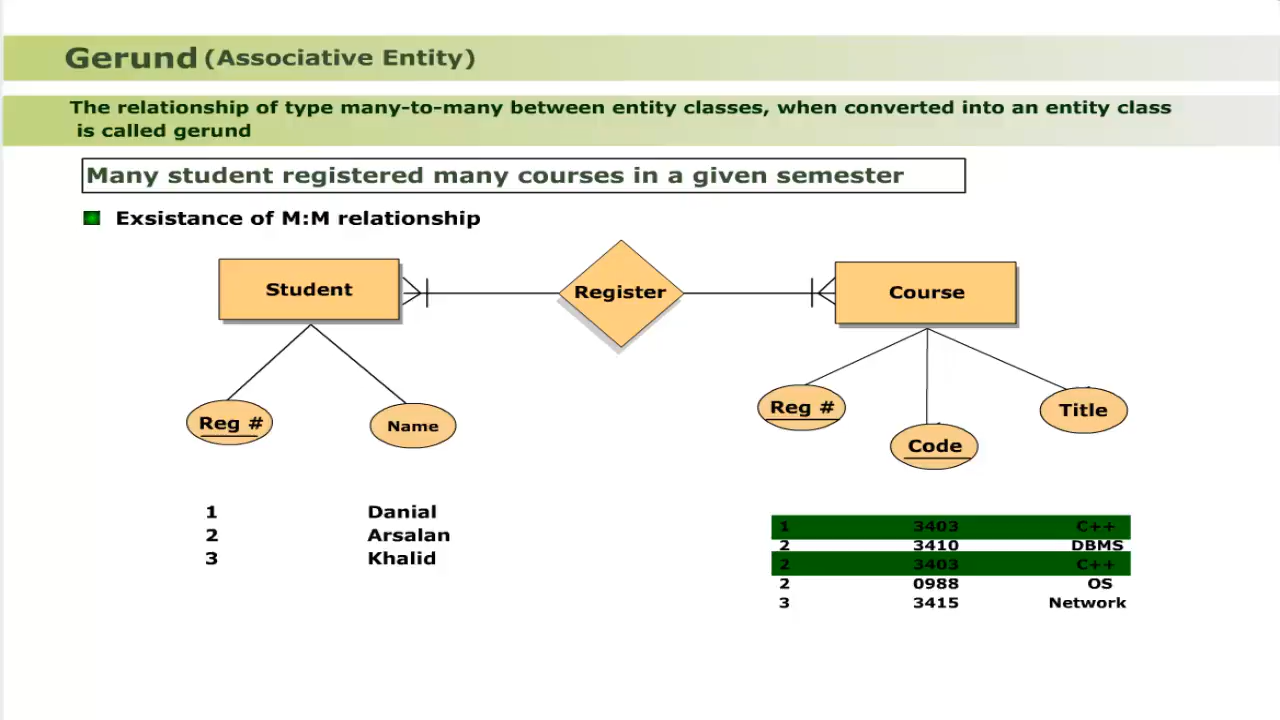 Gerund (Associative Entity)
The relationship of type many-to-many between entity classes, when converted into an entity class
is called gerund
Many student registered many courses in a given semester
Exsistance of M:M relationship
Student
Register
Course
Reg #
Name
Reg #
Code
Title
1 Danial
2 Arsalan
3 Khalid
1 3403 C++
2 3410 DBMS
2 3403 C++
2 0988 OS
3 3415 Network